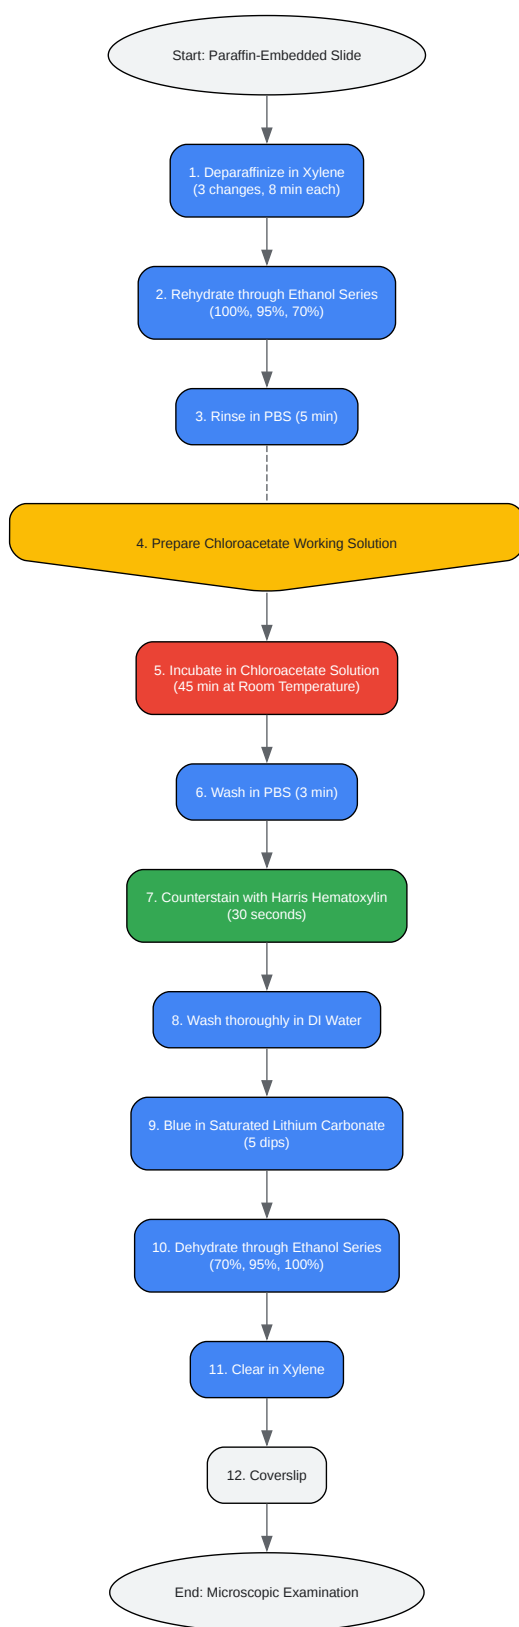 Start: Paraffin-Embedded Slide
1. Deparaffinize in Xylene
(3 changes, 8 min each)
2. Rehydrate through Ethanol Series
(100%, 95%, 70%)
3. Rinse in PBS (5 min)
4. Prepare Chloroacetate Working Solution
5. Incubate in Chloroacetate Solution
(45 min at Room Temperature)
6. Wash in PBS (3 min)
7. Counterstain with Harris Hematoxylin
(30 seconds)
8. Wash thoroughly in DI Water
9. Blue in Saturated Lithium Carbonate
(5 dips)
10. Dehydrate through Ethanol Series
(70%, 95%, 100%)
11. Clear in Xylene
12. Coverslip
End: Microscopic Examination